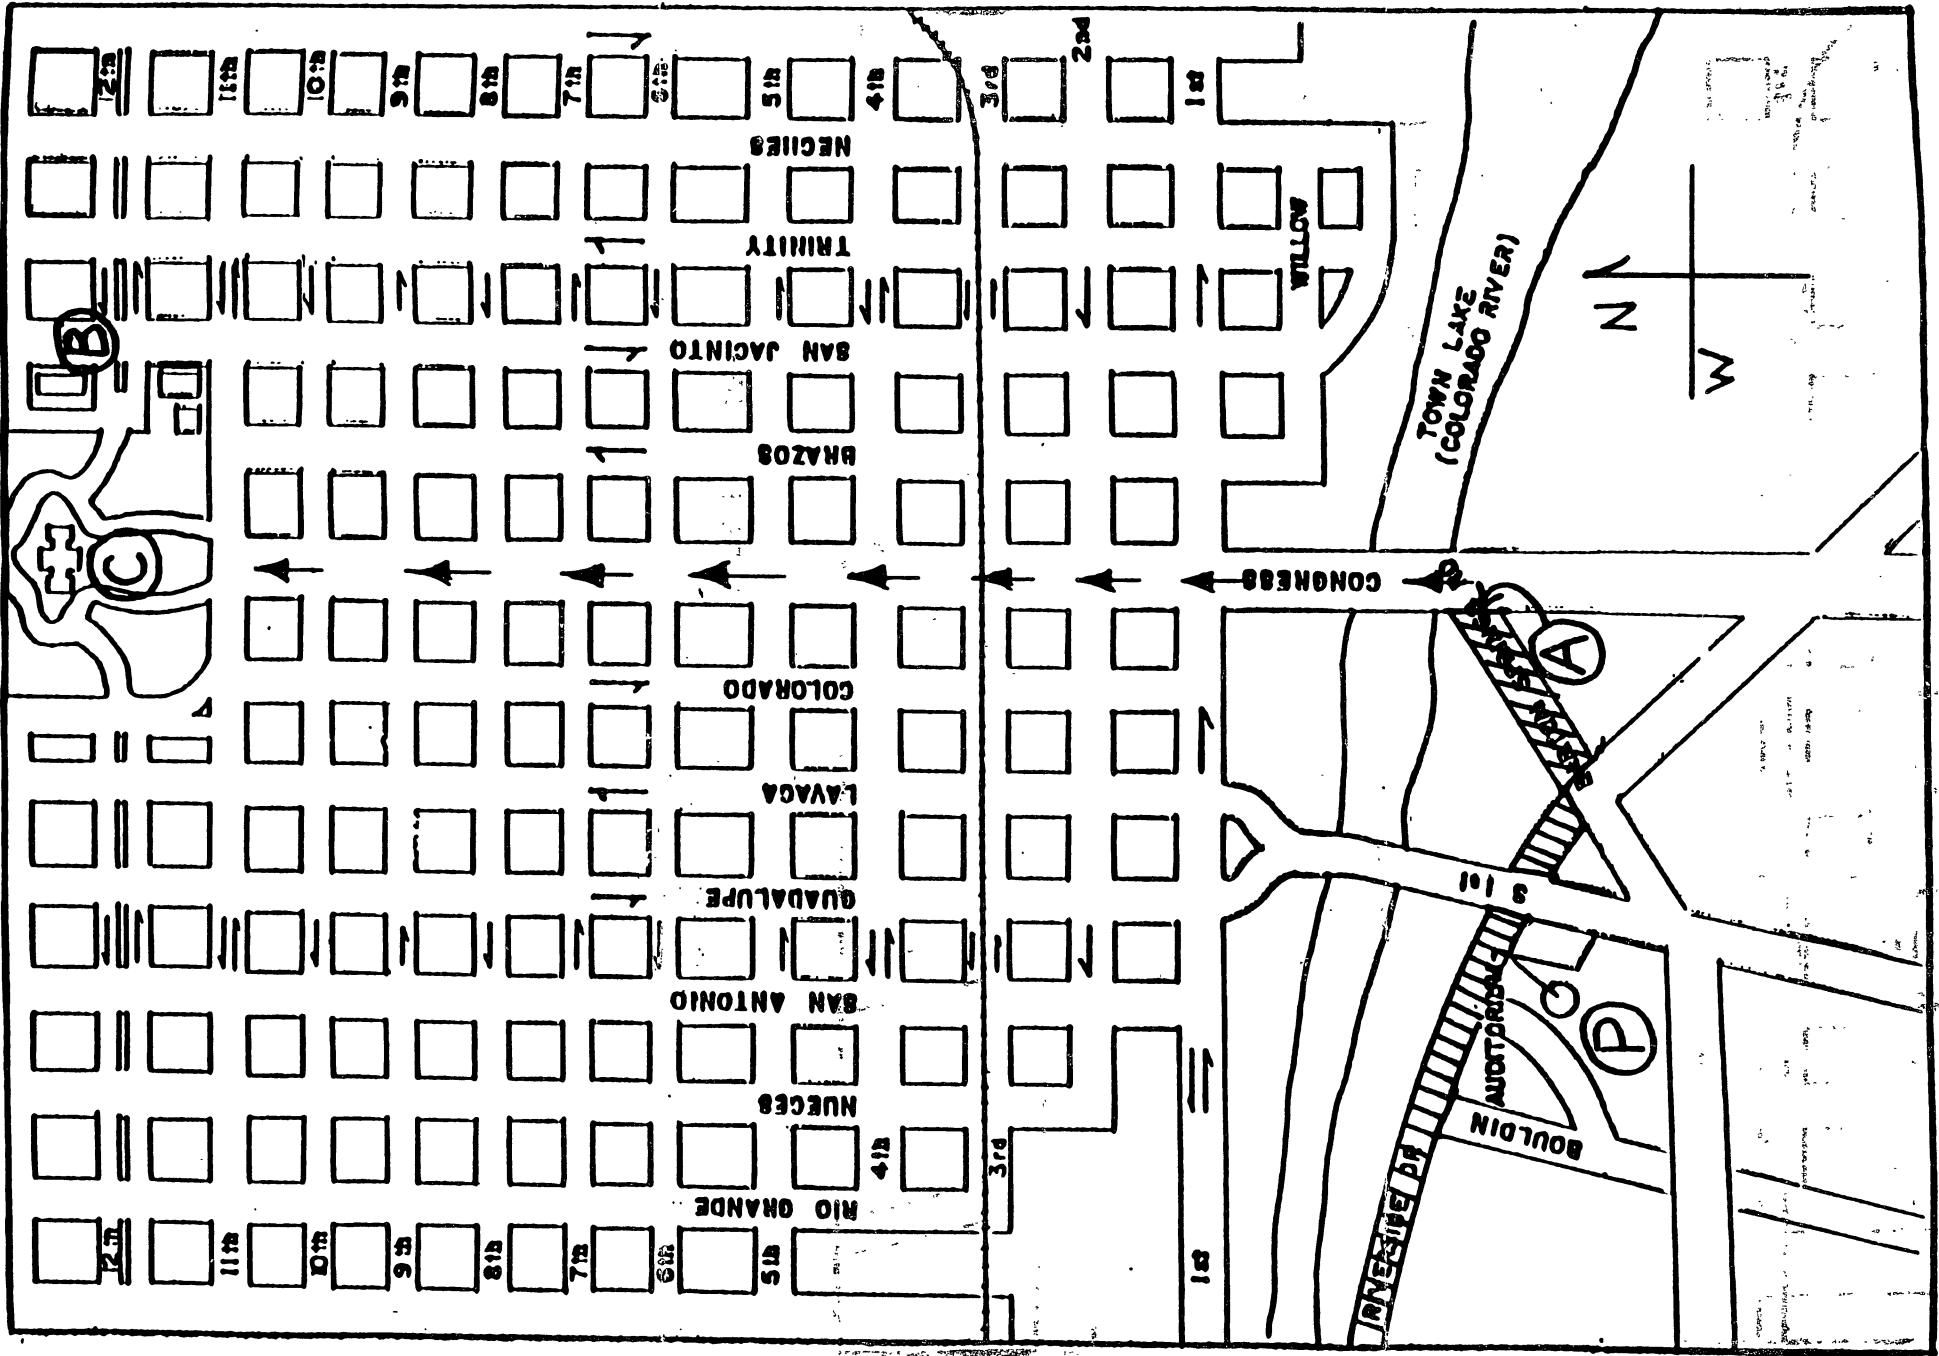 12th
11th
10th
9th
8th
7th
6th
5th
4th
3rd
2nd
1st
NECHES
TRINITY
WILLOW
SAN JACINTO
BRAZOS
CONGRESS
COLORADO
LAVACA
GUADALUPE
SAN ANTONIO
NUECES
RIO GRANDE
TOWN LAKE
(COLORADO RIVER)
N
W
B
C
A
P
S 1st
AUDITORIUM
BOULDIN
RIVERSIDE DR
4th
3rd
12th
11th
10th
9th
8th
7th
6th
5th
1st